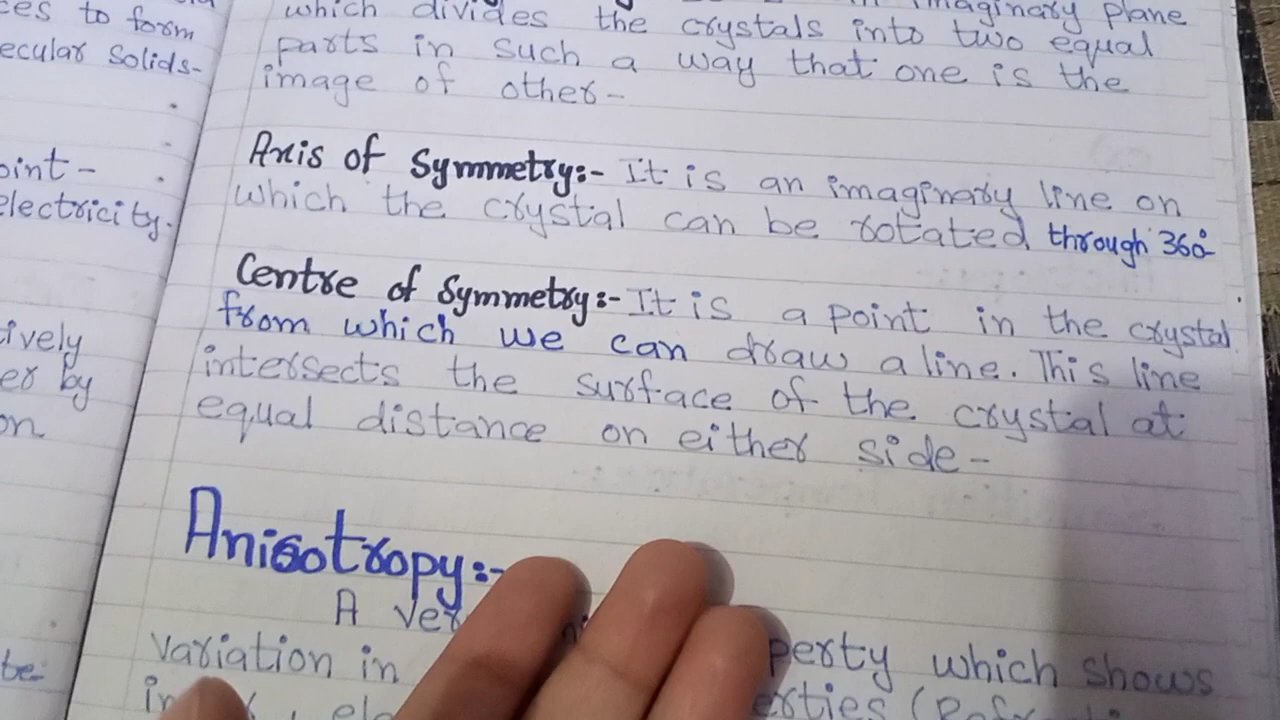 ces to form
ecular solids-
oint-
electricity.
ively
er by
on
be-
imaginary plane
which divides the crystals into two equal
parts in such a way that one is the
image of other-
Axis of Symmetry:- It is an imaginary line on
which the crystal can be rotated through 360°
Centre of Symmetry:- It is a point in the crystal
from which we can draw a line. This line
intersects the surface of the crystal at
equal distance on either side-
Anisotropy:-
A
variation in perty which shows
erties